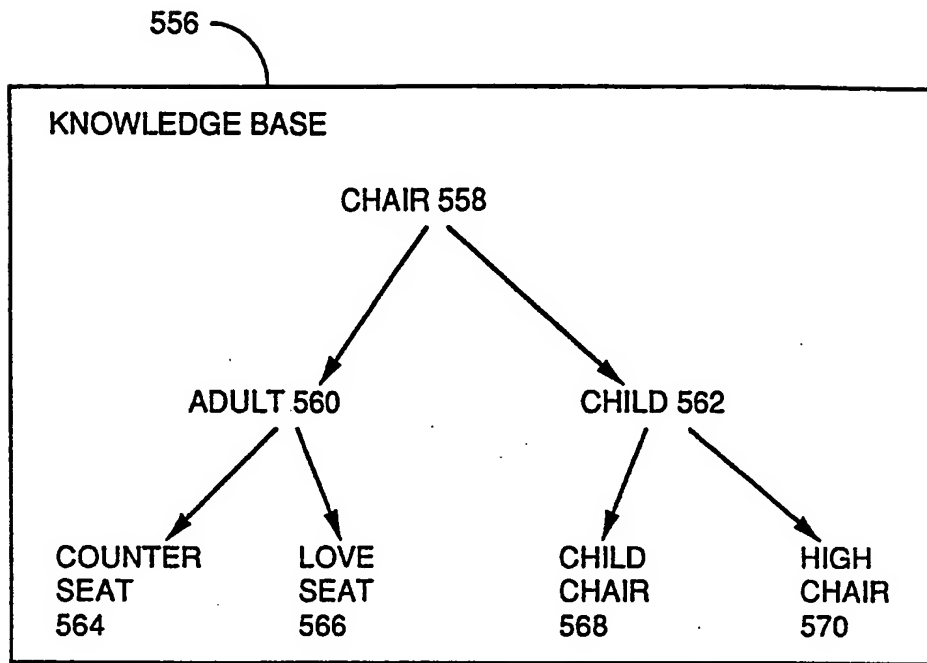 556
KNOWLEDGE BASE
CHAIR 558
ADULT 560
CHILD 562
COUNTER
SEAT
564
LOVE
SEAT
566
CHILD
CHAIR
568
HIGH
CHAIR
570